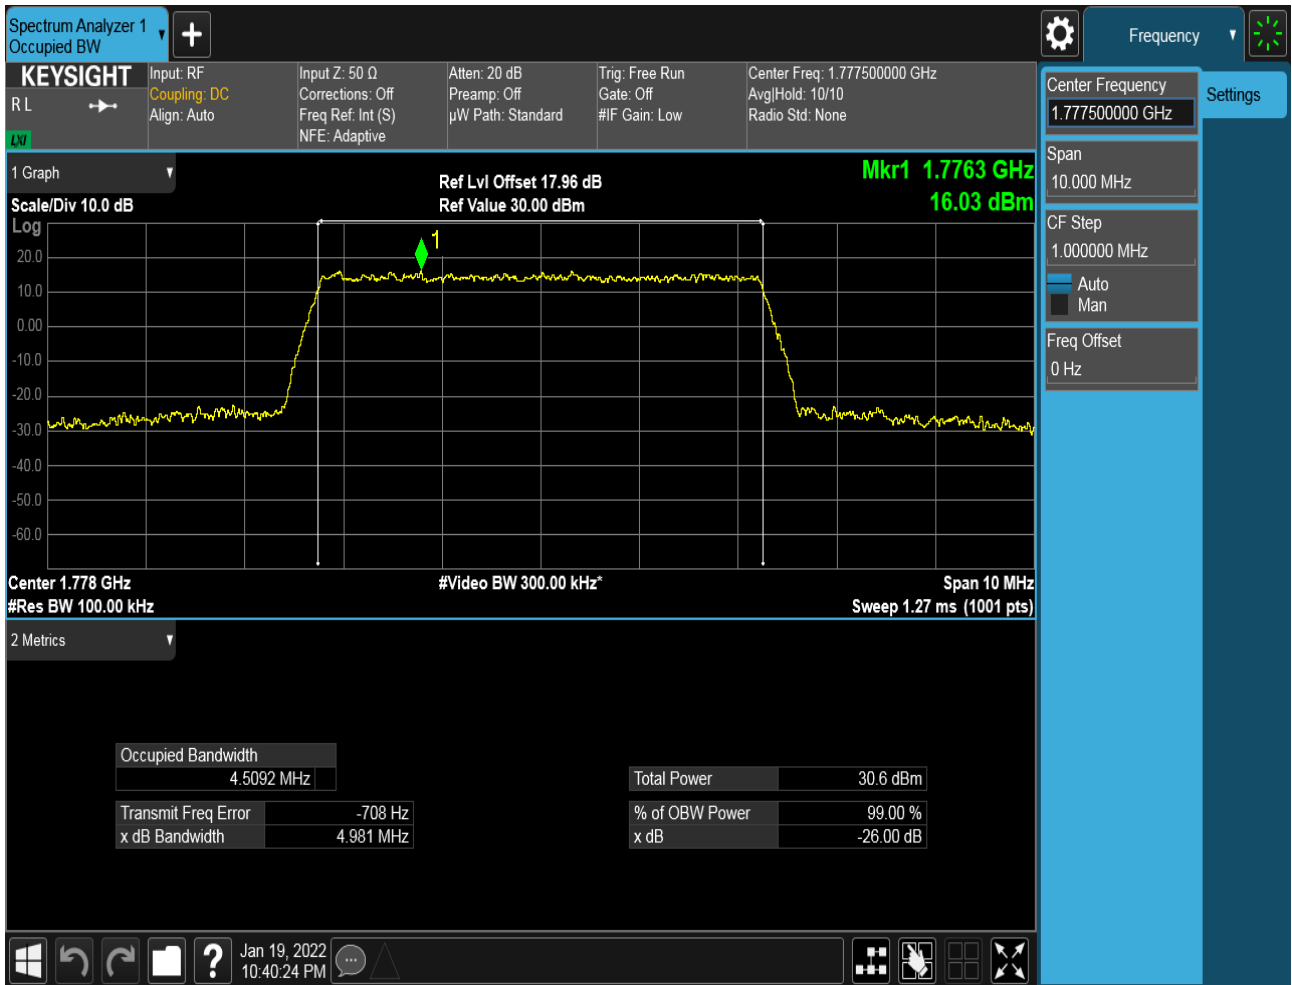 Spectrum Analyzer 1
Occupied BW
Frequency
KEYSIGHT
R L
LXI
Input: RF
Coupling: DC
Align: Auto
Input Z: 50 Ω
Corrections: Off
Freq Ref: Int (S)
NFE: Adaptive
Atten: 20 dB
Preamp: Off
µW Path: Standard
Trig: Free Run
Gate: Off
#IF Gain: Low
Center Freq: 1.777500000 GHz
Avg|Hold: 10/10
Radio Std: None
Center Frequency
1.777500000 GHz
Settings
Span
10.000 MHz
CF Step
1.000000 MHz
Auto
Man
Freq Offset
0 Hz
1 Graph
Scale/Div 10.0 dB
Ref Lvl Offset 17.96 dB
Ref Value 30.00 dBm
Mkr1 1.7763 GHz
16.03 dBm
Log
1
20.0
10.0
0.00
-10.0
-20.0
-30.0
-40.0
-50.0
-60.0
Center 1.778 GHz
#Video BW 300.00 kHz*
Span 10 MHz
#Res BW 100.00 kHz
Sweep 1.27 ms (1001 pts)
2 Metrics
Occupied Bandwidth
4.5092 MHz
Total Power 30.6 dBm
Transmit Freq Error -708 Hz
% of OBW Power 99.00 %
x dB Bandwidth 4.981 MHz
x dB -26.00 dB
Jan 19, 2022
10:40:24 PM